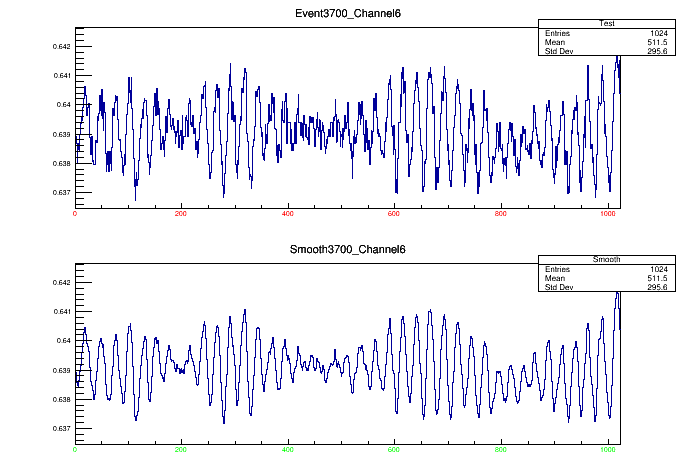 Event3700_Channel6
Test
Entries 1024
Mean 511.5
Std Dev 295.6
0.642
0.641
0.64
0.639
0.638
0.637
0 200 400 600 800 1000
Smooth3700_Channel6
Smooth
Entries 1024
Mean 511.5
Std Dev 295.6
0.642
0.641
0.64
0.639
0.638
0.637
0 200 400 600 800 1000